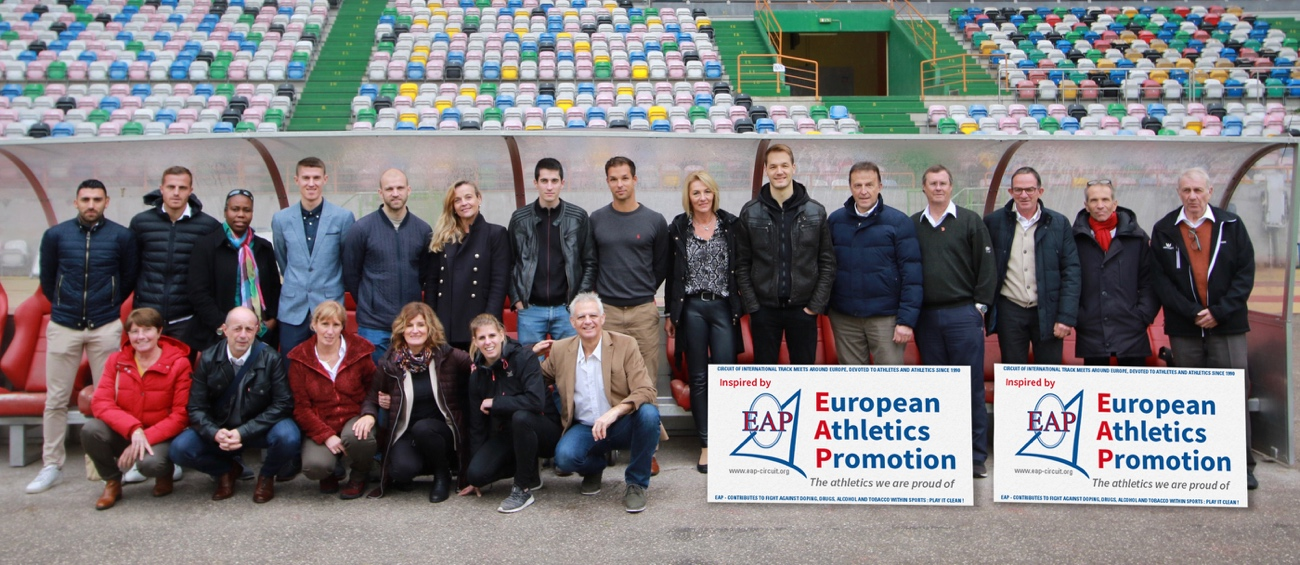 CIRCUIT OF INTERNATIONAL TRACK MEETS AROUND EUROPE, DEVOTED TO ATHLETES AND ATHLETICS SINCE 1990
Inspired by
EAP
www.eap-circuit.org
European
Athletics
Promotion
The athletics we are proud of
EAP - CONTRIBUTES TO FIGHT AGAINST DOPING, DRUGS, ALCOHOL AND TOBACCO WITHIN SPORTS : PLAY IT CLEAN !
CIRCUIT OF INTERNATIONAL TRACK MEETS AROUND EUROPE, DEVOTED TO ATHLETES AND ATHLETICS SINCE 1990
Inspired by
EAP
www.eap-circuit.org
European
Athletics
Promotion
The athletics we are proud of
EAP - CONTRIBUTES TO FIGHT AGAINST DOPING, DRUGS, ALCOHOL AND TOBACCO WITHIN SPORTS : PLAY IT CLEAN !